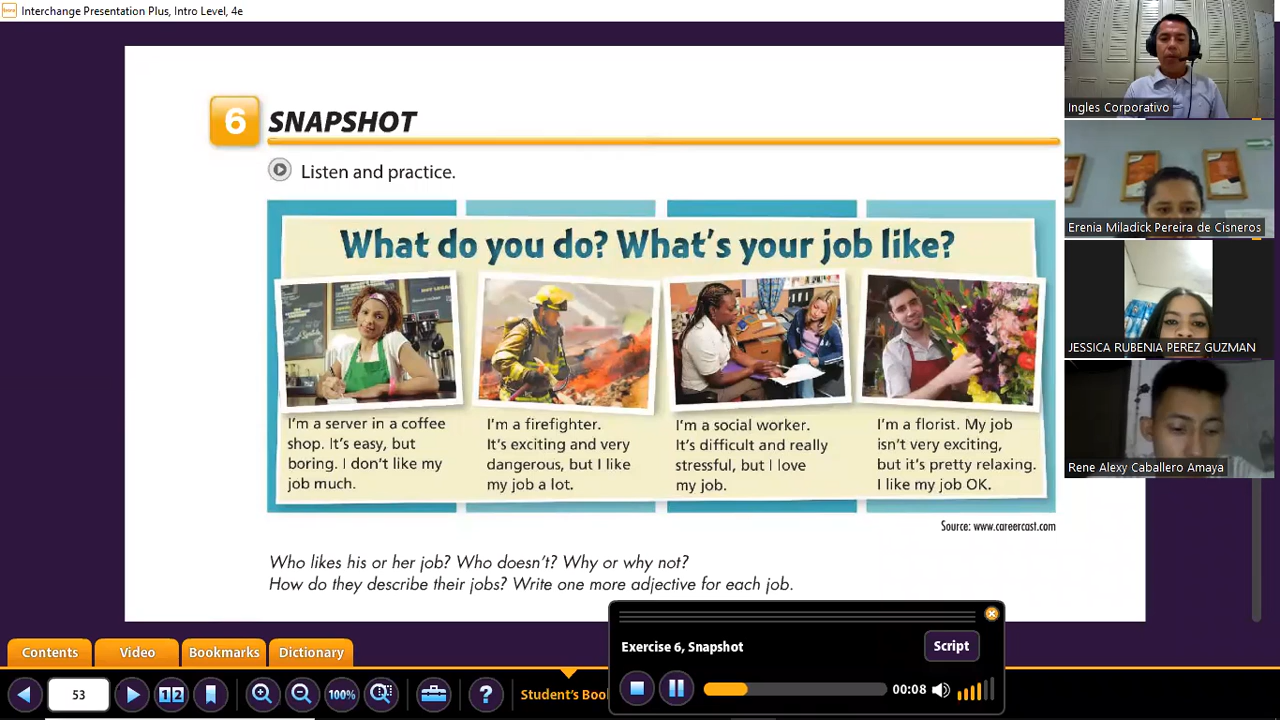 Interchange Presentation Plus, Intro Level, 4e
6 SNAPSHOT
Listen and practice.
What do you do? What's your job like?
I'm a server in a coffee
shop. It's easy, but
boring. I don't like my
job much.
I'm a firefighter.
It's exciting and very
dangerous, but I like
my job a lot.
I'm a social worker.
It's difficult and really
stressful, but I love
my job.
I'm a florist. My job
isn't very exciting,
but it's pretty relaxing.
I like my job OK.
Source: www.careercast.com
Who likes his or her job? Who doesn't? Why or why not?
How do they describe their jobs? Write one more adjective for each job.
Ingles Corporativo
Erenia Miladick Pereira de Cisneros
JESSICA RUBENIA PEREZ GUZMAN
Rene Alexy Caballero Amaya
Exercise 6, Snapshot
Script
00:08
Contents
Video
Bookmarks
Dictionary
53
12
100%
?
Student's Boo